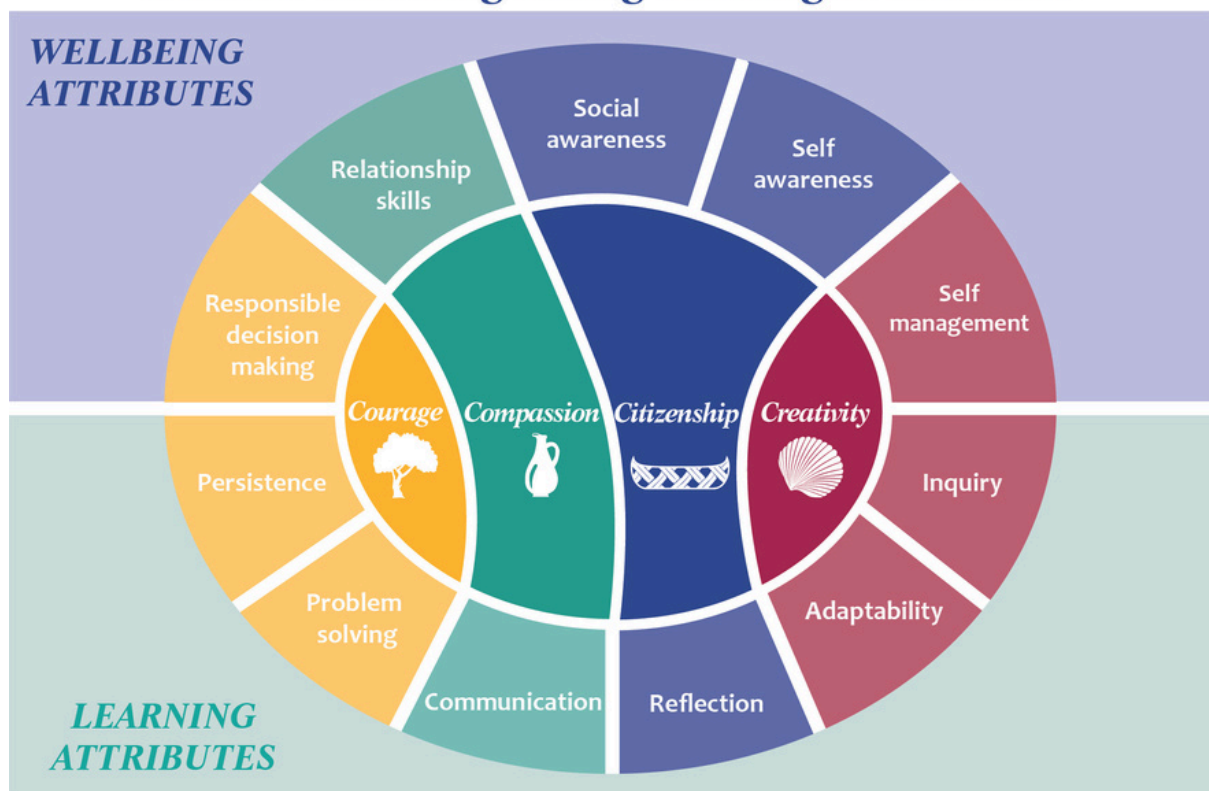 WELLBEING
ATTRIBUTES
Social
awareness
Self
awareness
Relationship
skills
Responsible
decision
making
Self
management
Courage
Compassion
Citizenship
Creativity
Persistence
Inquiry
Problem
solving
Adaptability
Communication
Reflection
LEARNING
ATTRIBUTES